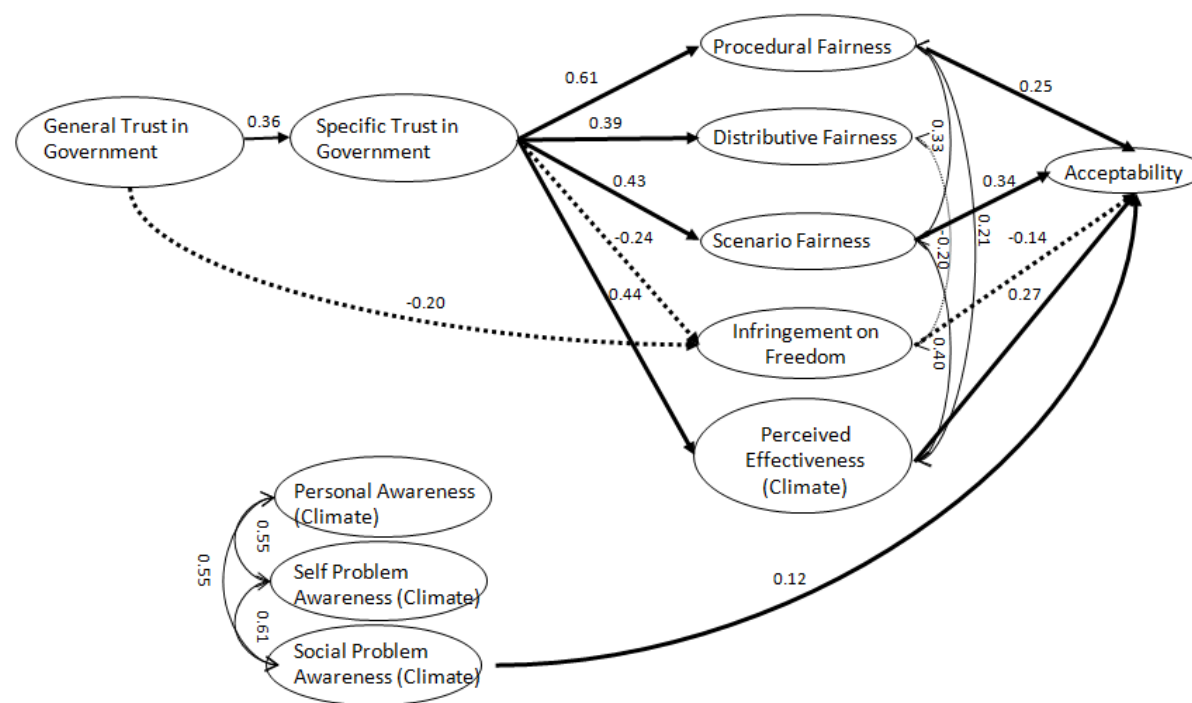 Procedural Fairness
0.61
0.25
0.36
General Trust in
Government
Specific Trust in
Government
0.39
Distributive Fairness
0.33
Acceptability
0.43
0.34
-0.24
Scenario Fairness
-0.20
0.21
-0.14
0.44
0.27
-0.20
Infringement on
Freedom
0.40
Perceived
Effectiveness
(Climate)
Personal Awareness
(Climate)
0.55
0.55
Self Problem
Awareness (Climate)
0.12
0.61
Social Problem
Awareness (Climate)